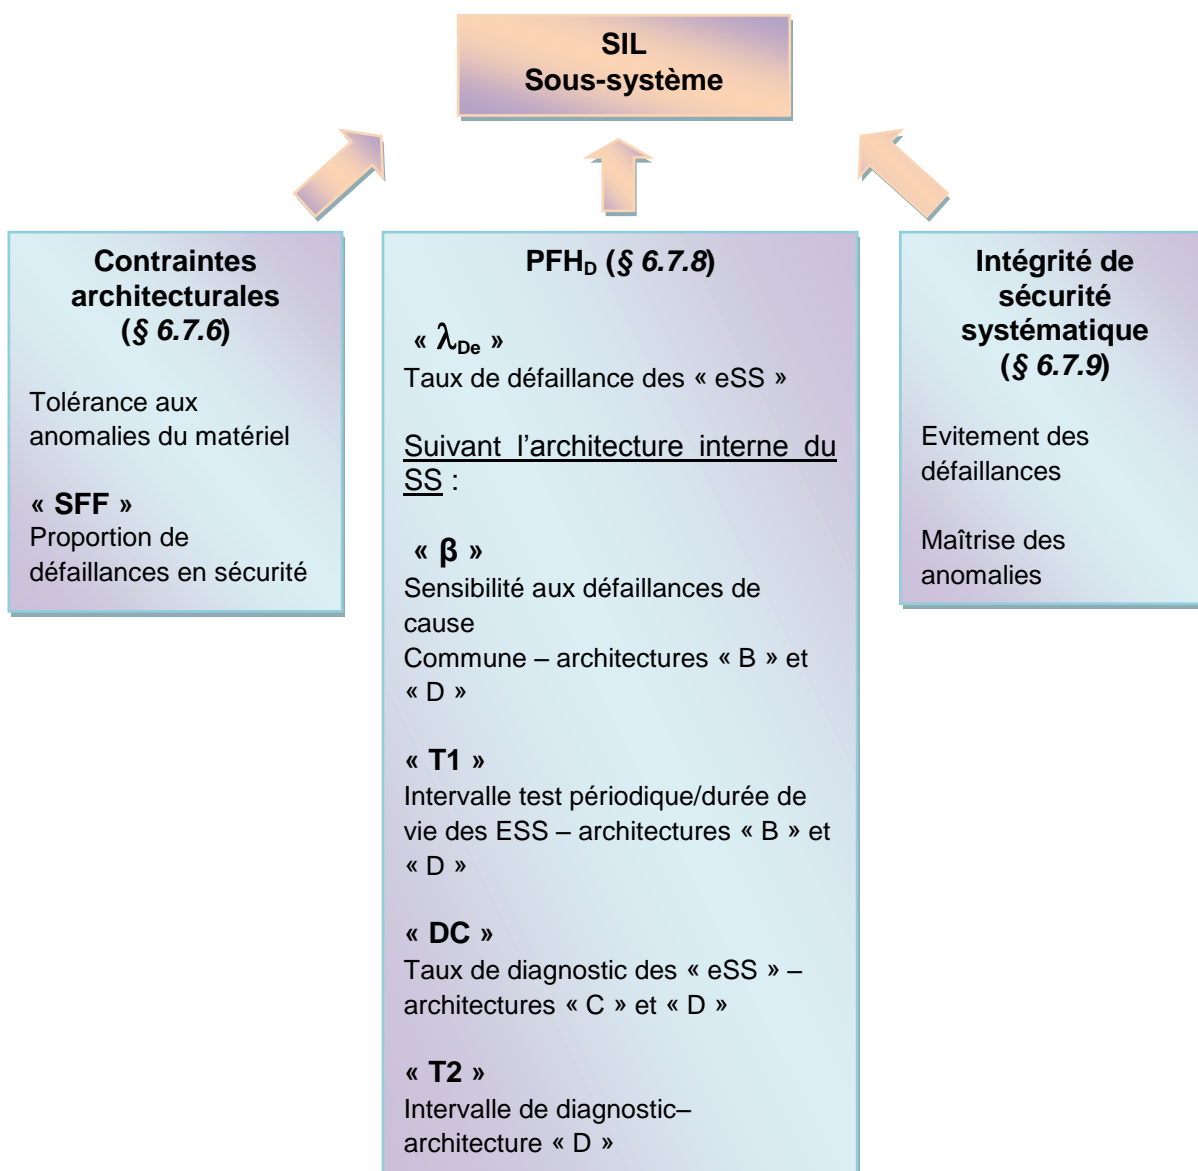 SIL
Sous-système
Contraintes
architecturales
(§ 6.7.6)
Tolérance aux
anomalies du matériel
« SFF »
Proportion de
défaillances en sécurité
PFHD (§ 6.7.8)
« λDe »
Taux de défaillance des « eSS »
Suivant l’architecture interne du
SS :
« β »
Sensibilité aux défaillances de
cause
Commune – architectures « B » et
« D »
« T1 »
Intervalle test périodique/durée de
vie des ESS – architectures « B » et
« D »
« DC »
Taux de diagnostic des « eSS » –
architectures « C » et « D »
« T2 »
Intervalle de diagnostic–
architecture « D »
Intégrité de
sécurité
systématique
(§ 6.7.9)
Evitement des
défaillances
Maîtrise des
anomalies